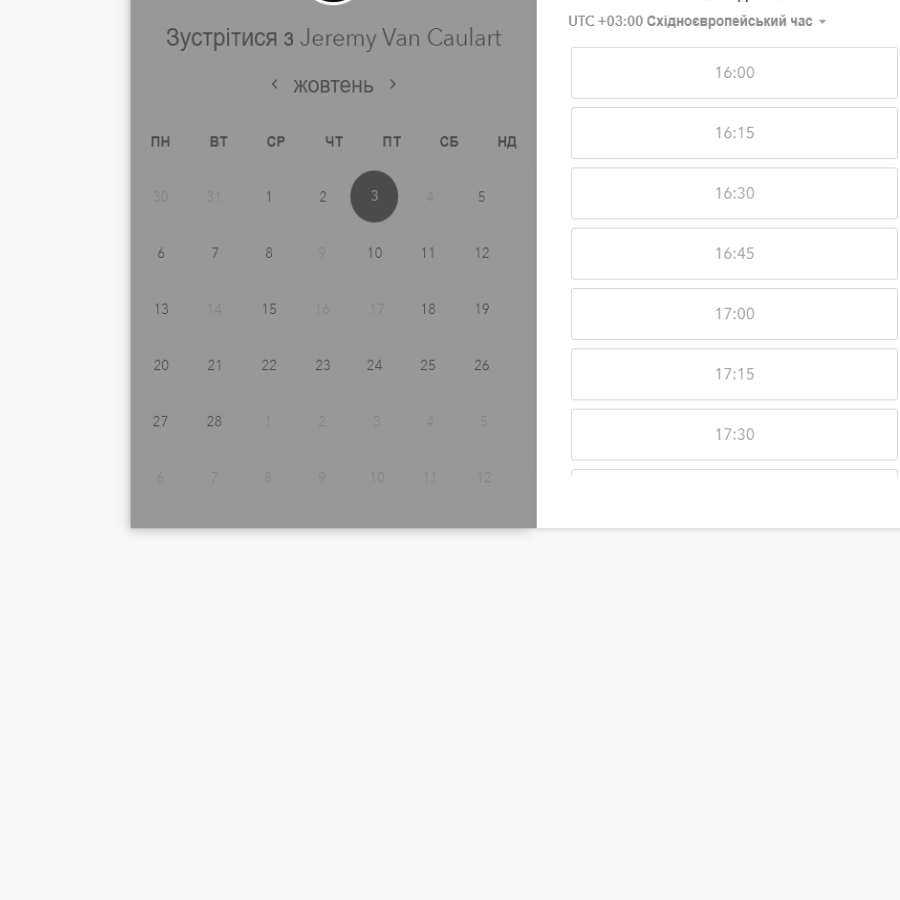 Зустрітися з Jeremy Van Caulart
жовтень
ПН ВТ СР ЧТ ПТ СБ НД
30 31 1 2 3 4 5
6 7 8 9 10 11 12
13 14 15 16 17 18 19
20 21 22 23 24 25 26
27 28 1 2 3 4 5
6 7 8 9 10 11 12
UTC +03:00 Східноєвропейський час
16:00
16:15
16:30
16:45
17:00
17:15
17:30